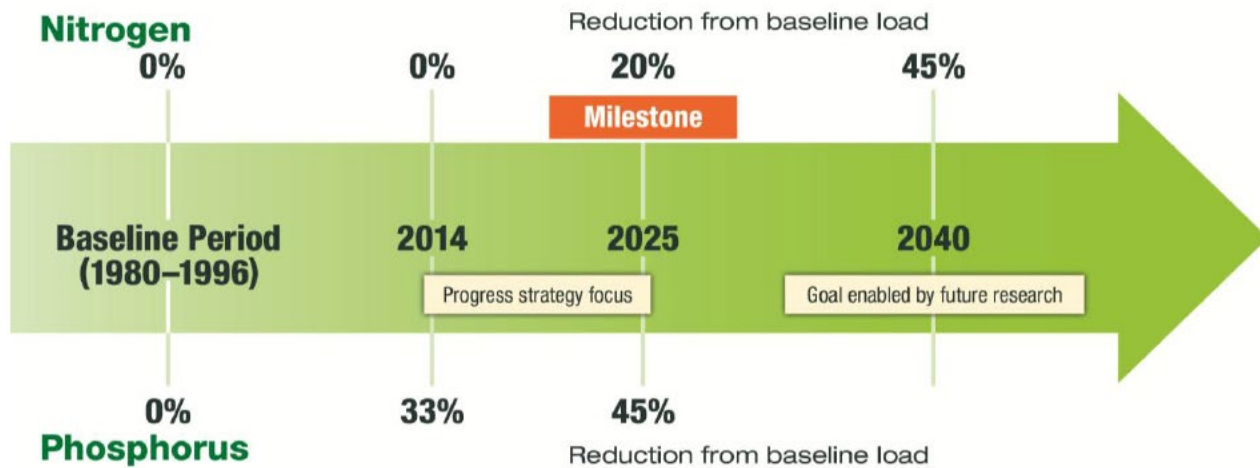 Nitrogen
Reduction from baseline load
0% 0% 20% 45%
Milestone
Baseline Period 2014 2025 2040
(1980–1996)
Progress strategy focus Goal enabled by future research
0% 33% 45%
Phosphorus
Reduction from baseline load